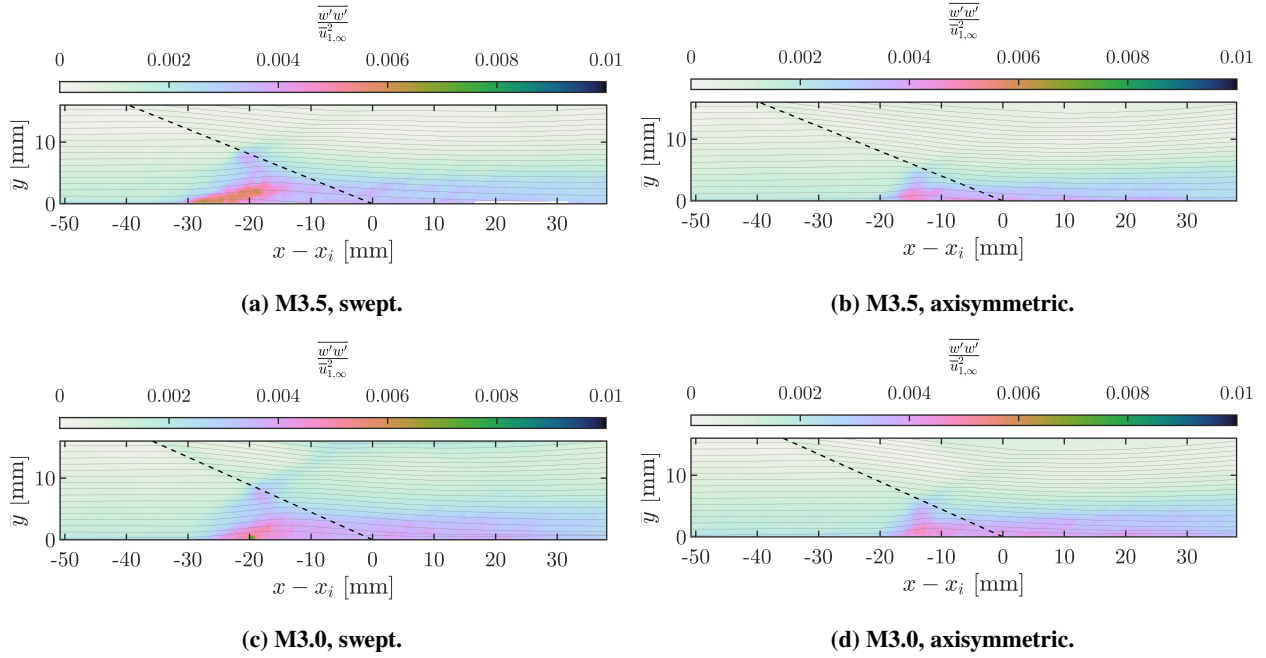 w′w′
u̅²₁,∞
0 0.002 0.004 0.006 0.008 0.01
10
0
y̅ [mm]
-50 -40 -30 -20 -10 0 10 20 30
x − xᵢ [mm]
(a) M3.5, swept.
w′w′
u̅²₁,∞
0 0.002 0.004 0.006 0.008 0.01
10
0
y̅ [mm]
-50 -40 -30 -20 -10 0 10 20 30
x − xᵢ [mm]
(b) M3.5, axisymmetric.
w′w′
u̅²₁,∞
0 0.002 0.004 0.006 0.008 0.01
10
0
y̅ [mm]
-50 -40 -30 -20 -10 0 10 20 30
x − xᵢ [mm]
(c) M3.0, swept.
w′w′
u̅²₁,∞
0 0.002 0.004 0.006 0.008 0.01
10
0
y̅ [mm]
-50 -40 -30 -20 -10 0 10 20 30
x − xᵢ [mm]
(d) M3.0, axisymmetric.